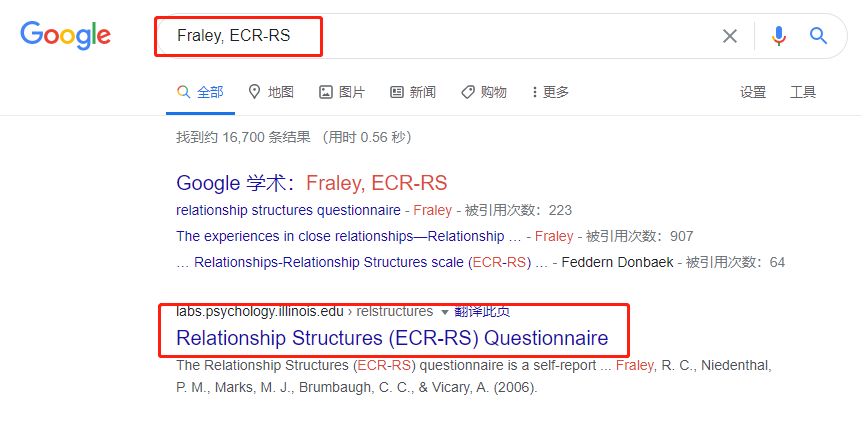 Google
Fraley, ECR-RS
全部 地图 图片 新闻 购物 更多 设置 工具
找到约 16,700 条结果 （用时 0.56 秒）
Google 学术：Fraley, ECR-RS
relationship structures questionnaire - Fraley - 被引用次数：223
The experiences in close relationships—Relationship … - Fraley - 被引用次数：907
… Relationships-Relationship Structures scale (ECR-RS) … - Feddern Donbaek - 被引用次数：64
labs.psychology.illinois.edu › relstructures 翻译此页
Relationship Structures (ECR-RS) Questionnaire
The Relationship Structures (ECR-RS) questionnaire is a self-report ... Fraley, R. C., Niedenthal,
P. M., Marks, M. J., Brumbaugh, C. C., & Vicary, A. (2006).